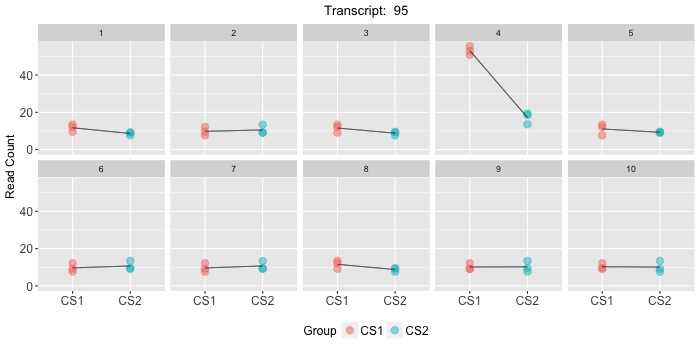 Transcript:  95
1 2 3 4 5
40
20
0
Read Count
6 7 8 9 10
40
20
0
CS1 CS2 CS1 CS2 CS1 CS2 CS1 CS2 CS1 CS2
Group CS1 CS2